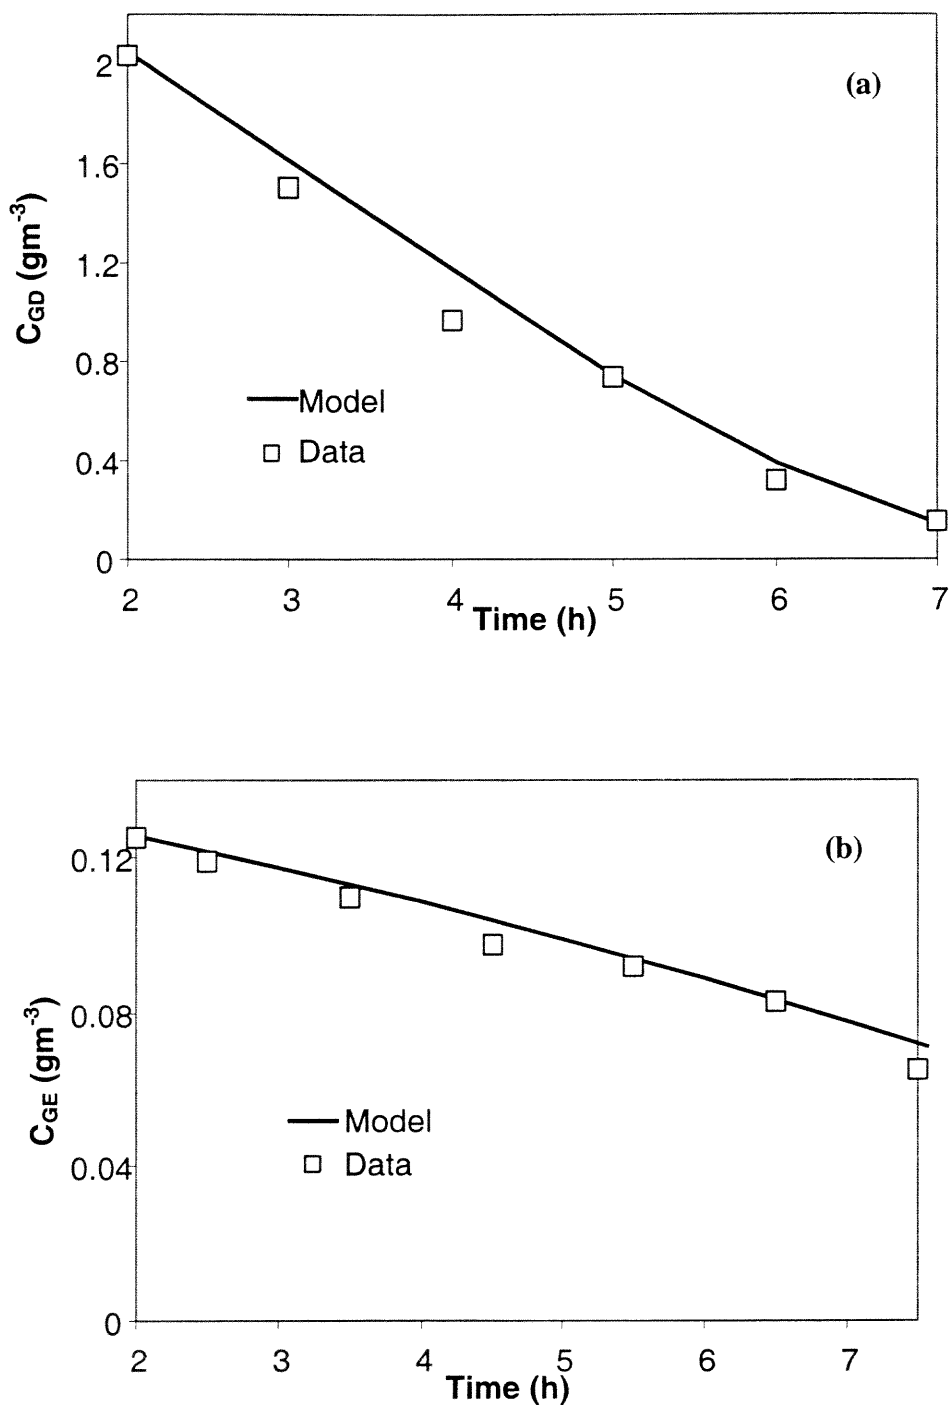 (a)
2
1.6
1.2
0.8
0.4
0
C_GD (gm^-3)
Model
Data
2 3 4 5 6 7
Time (h)
(b)
0.12
0.08
0.04
0
C_GE (gm^-3)
Model
Data
2 3 4 5 6 7
Time (h)